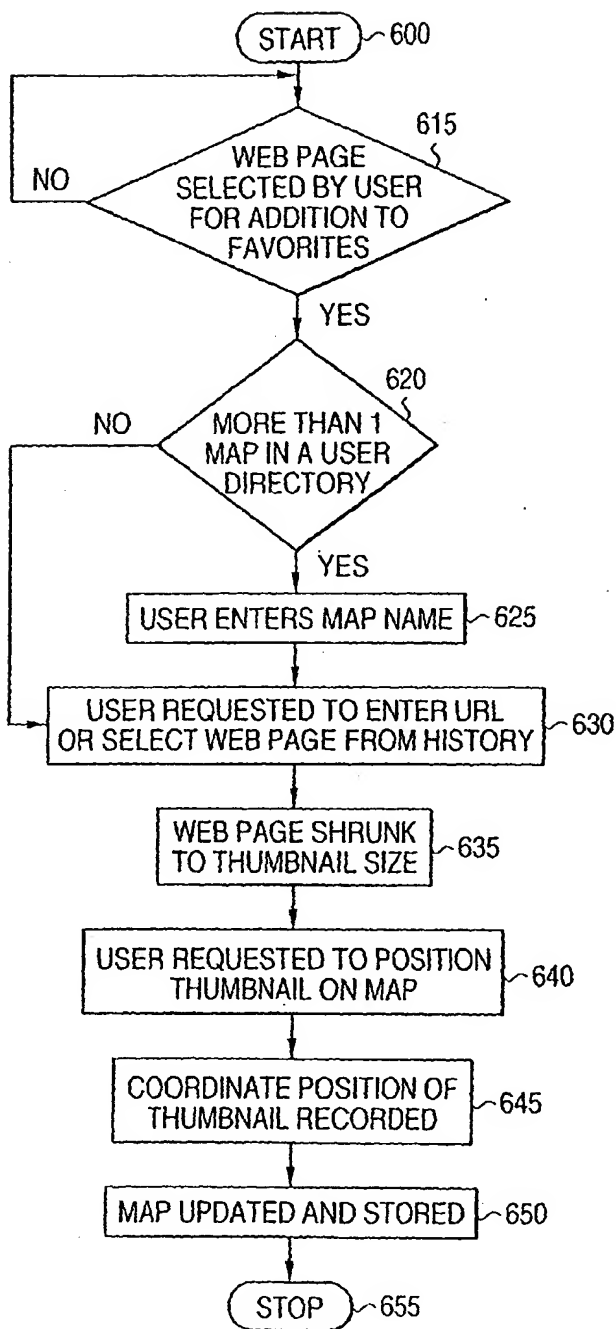 START
600
615
WEB PAGE
SELECTED BY USER
FOR ADDITION TO
FAVORITES
NO
YES
620
NO
MORE THAN 1
MAP IN A USER
DIRECTORY
YES
USER ENTERS MAP NAME
625
USER REQUESTED TO ENTER URL
OR SELECT WEB PAGE FROM HISTORY
630
WEB PAGE SHRUNK
TO THUMBNAIL SIZE
635
USER REQUESTED TO POSITION
THUMBNAIL ON MAP
640
COORDINATE POSITION OF
THUMBNAIL RECORDED
645
MAP UPDATED AND STORED
650
STOP
655